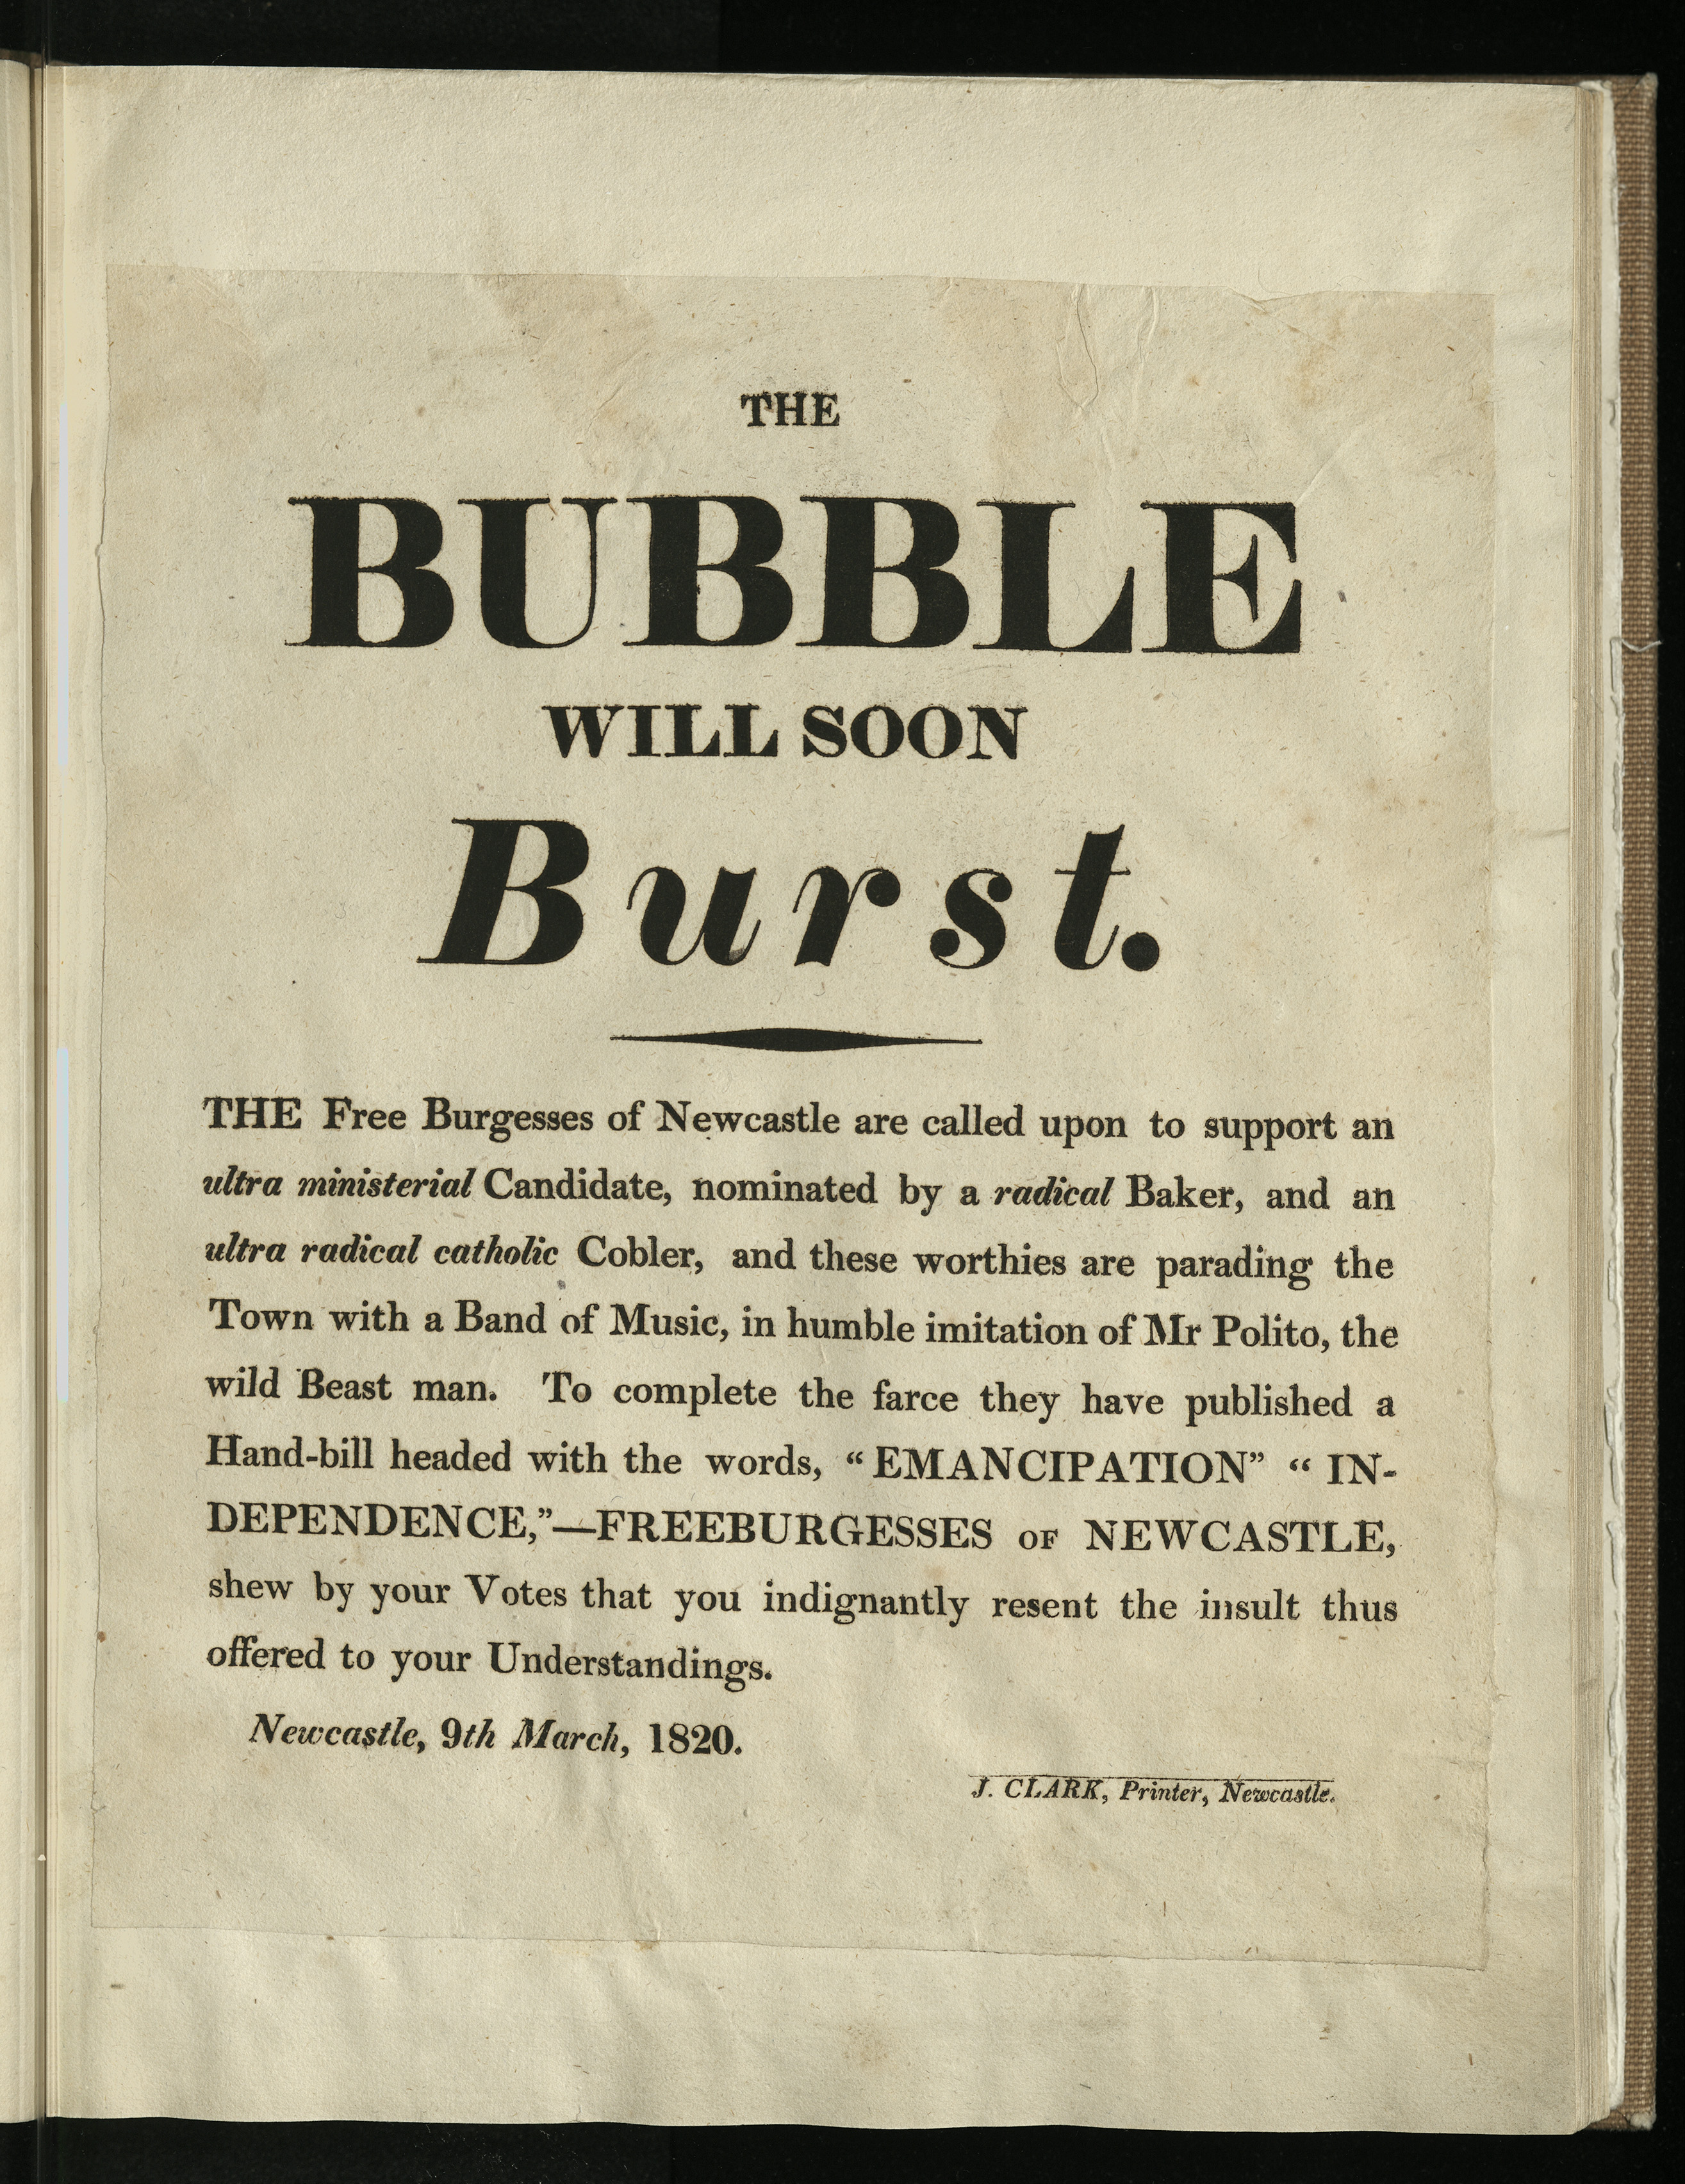 THE
BUBBLE
WILL SOON
Burst.
THE Free Burgesses of Newcastle are called upon to support an
ultra ministerial Candidate, nominated by a radical Baker, and an
ultra radical catholic Cobler, and these worthies are parading the
Town with a Band of Music, in humble imitation of Mr Polito, the
wild Beast man. To complete the farce they have published a
Hand-bill headed with the words, “EMANCIPATION” “ IN-
DEPENDENCE,”—FREEBURGESSES OF NEWCASTLE,
shew by your Votes that you indignantly resent the insult thus
offered to your Understandings.
Newcastle, 9th March, 1820.
J. CLARK, Printer, Newcastle.